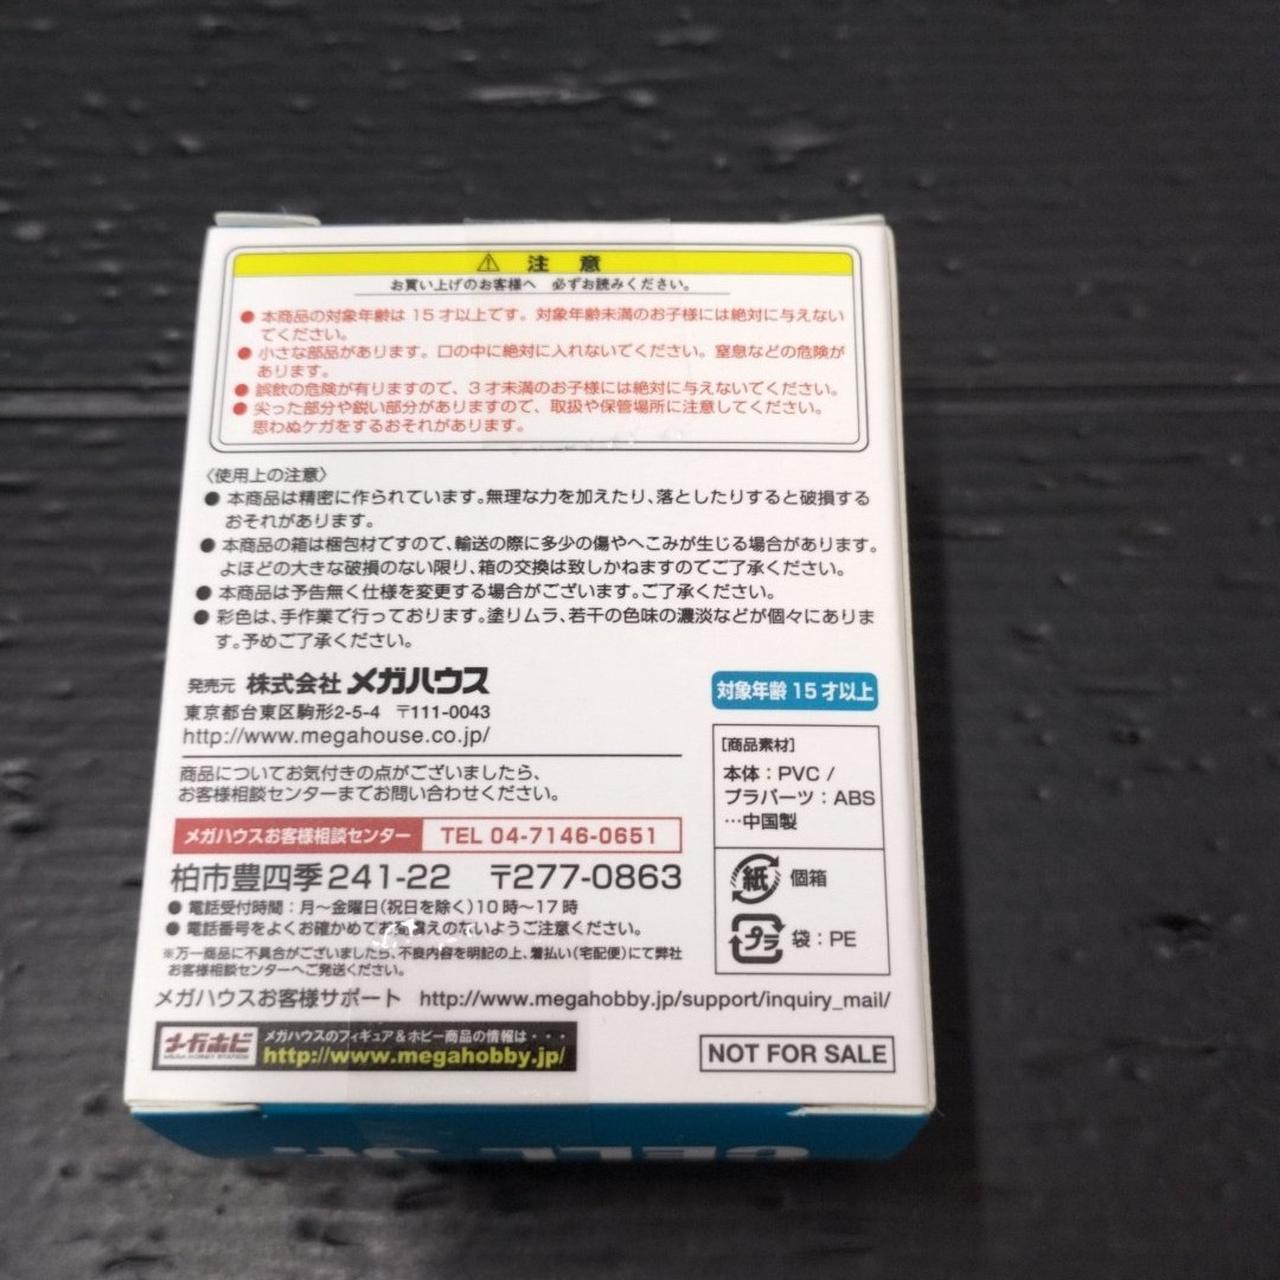 ⚠ 注 意
お買い上げのお客様へ 必ずお読みください。
● 本商品の対象年齢は 15 才以上です。対象年齢未満のお子様には絶対に与えない
でください。
● 小さな部品があります。口の中に絶対に入れないでください。窒息などの危険が
あります。
● 誤飲の危険が有りますので、3 才未満のお子様には絶対に与えないでください。
● 尖った部分や鋭い部分がありますので、取扱や保管場所に注意してください。
思わぬケガをするおそれがあります。
〈使用上の注意〉
● 本商品は精密に作られています。無理な力を加えたり、落としたりすると破損する
おそれがあります。
● 本商品の箱は梱包材ですので、輸送の際に多少の傷やへこみが生じる場合があります。
よほどの大きな破損のない限り、箱の交換は致しかねますのでご了承ください。
● 本商品は予告無く仕様を変更する場合がございます。ご了承ください。
● 彩色は、手作業で行っております。塗りムラ、若干の色味の濃淡などが個々にありま
す。予めご了承ください。
発売元 株式会社 メガハウス
東京都台東区駒形2-5-4 〒111-0043
http://www.megahouse.co.jp/
商品についてお気付きの点がございましたら、
お客様相談センターまでお問い合わせください。
メガハウスお客様相談センター TEL 04-7146-0651
柏市豊四季241-22 〒277-0863
● 電話受付時間：月～金曜日(祝日を除く)10時～17時
● 電話番号をよくお確かめてお間違えのないようご注意ください。
※万一商品に不具合がございましたら、不良内容を明記の上、着払い(宅配便)にて弊社
お客様相談センターへご発送ください。
メガハウスお客様サポート http://www.megahobby.jp/support/inquiry_mail/
メガホビ
MEGA HOBBY STATION
メガハウスのフィギュア＆ホビー商品の情報は・・・
http://www.megahobby.jp/
対象年齢 15 才以上
［商品素材］
本体：PVC /
プラパーツ：ABS
…中国製
紙 個箱
プラ 袋：PE
NOT FOR SALE